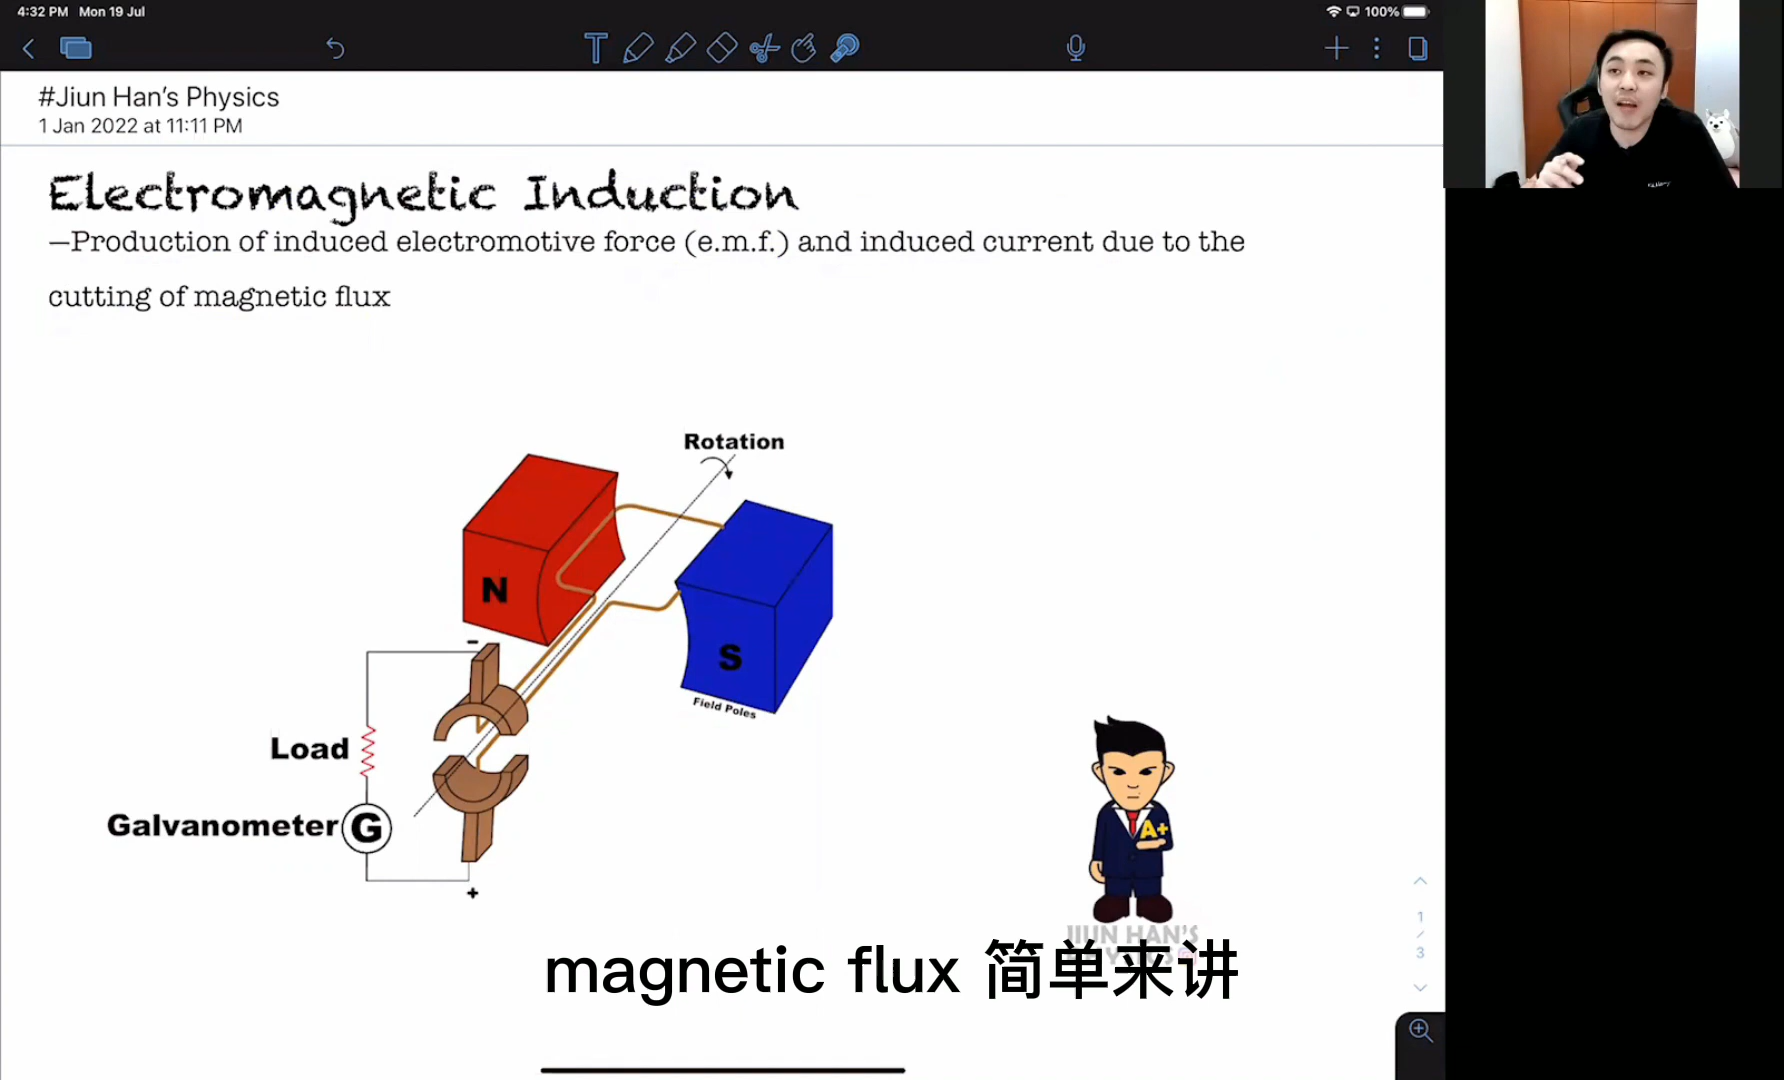 4:32 PM Mon 19 Jul
100%
#Jiun Han's Physics
1 Jan 2022 at 11:11 PM
Electromagnetic Induction
—Production of induced electromotive force (e.m.f.) and induced current due to the
cutting of magnetic flux
Rotation
N
S
Field Poles
-
Load
Galvanometer G
+
A+
JIUN HAN'S
1
/
3
magnetic flux 简单来讲